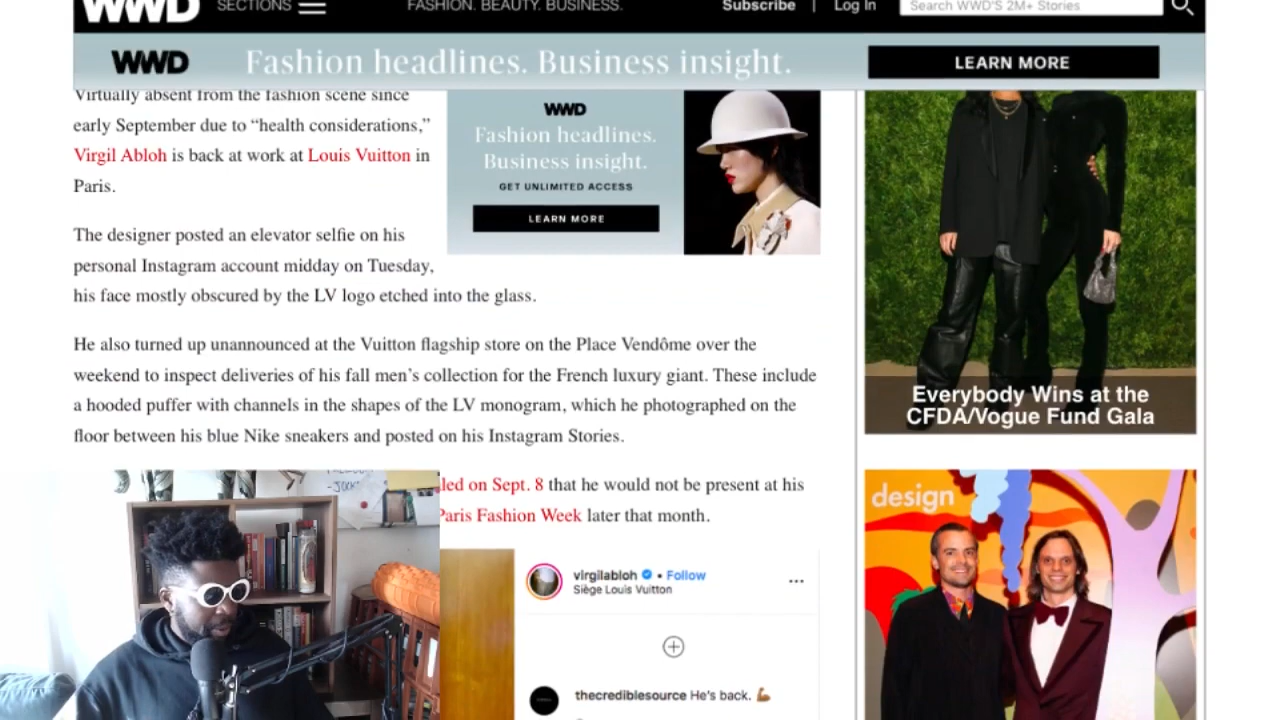 WWD
SECTIONS
FASHION. BEAUTY. BUSINESS.
Subscribe | Log In
Search WWD'S 2M+ Stories
WWD
Fashion headlines. Business insight.
LEARN MORE
Virtually absent from the fashion scene since
early September due to “health considerations,”
Virgil Abloh is back at work at Louis Vuitton in
Paris.
WWD
Fashion headlines.
Business insight.
GET UNLIMITED ACCESS
LEARN MORE
The designer posted an elevator selfie on his
personal Instagram account midday on Tuesday,
his face mostly obscured by the LV logo etched into the glass.
He also turned up unannounced at the Vuitton flagship store on the Place Vendôme over the
weekend to inspect deliveries of his fall men’s collection for the French luxury giant. These include
a hooded puffer with channels in the shapes of the LV monogram, which he photographed on the
floor between his blue Nike sneakers and posted on his Instagram Stories.
led on Sept. 8 that he would not be present at his
Paris Fashion Week later that month.
virgilabloh • Follow
Siège Louis Vuitton
thecrediblesource He's back.
Everybody Wins at the
CFDA/Vogue Fund Gala
design